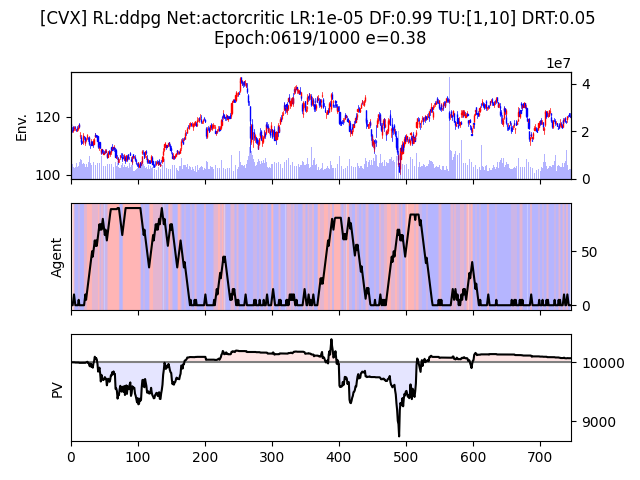 [CVX] RL:ddpg Net:actorcritic LR:1e-05 DF:0.99 TU:[1,10] DRT:0.05
Epoch:0619/1000 e=0.38
1e7
Env.
120
100
4
2
0
Agent
50
0
PV
10000
9000
0 100 200 300 400 500 600 700